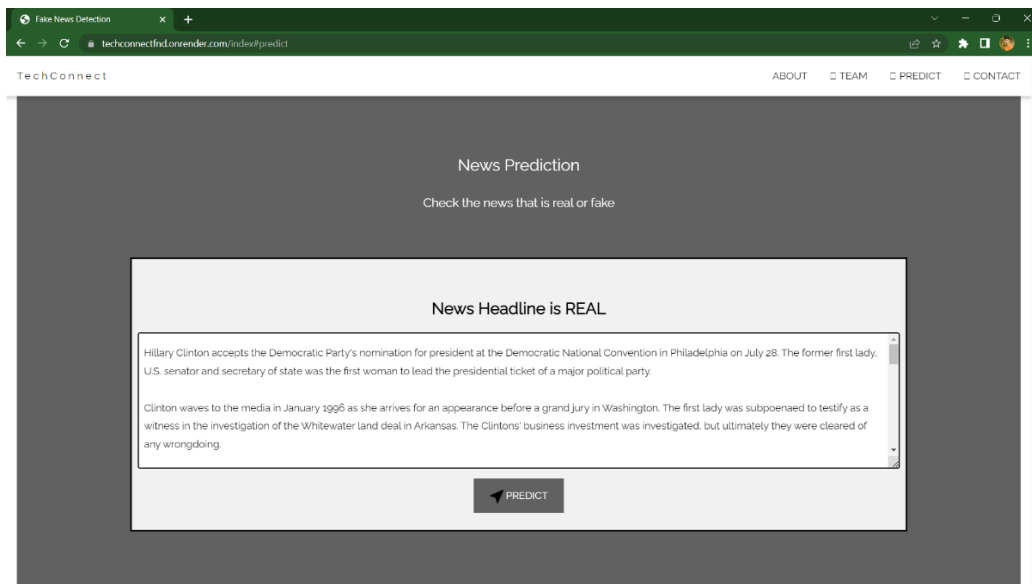 Fake News Detection
techconnectfnd.onrender.com/index#predict
TechConnect
ABOUT
TEAM
PREDICT
CONTACT
News Prediction
Check the news that is real or fake
News Headline is REAL
Hillary Clinton accepts the Democratic Party's nomination for president at the Democratic National Convention in Philadelphia on July 28. The former first lady,
U.S. senator and secretary of state was the first woman to lead the presidential ticket of a major political party.
Clinton waves to the media in January 1996 as she arrives for an appearance before a grand jury in Washington. The first lady was subpoenaed to testify as a
witness in the investigation of the Whitewater land deal in Arkansas. The Clintons' business investment was investigated, but ultimately they were cleared of
any wrongdoing.
PREDICT